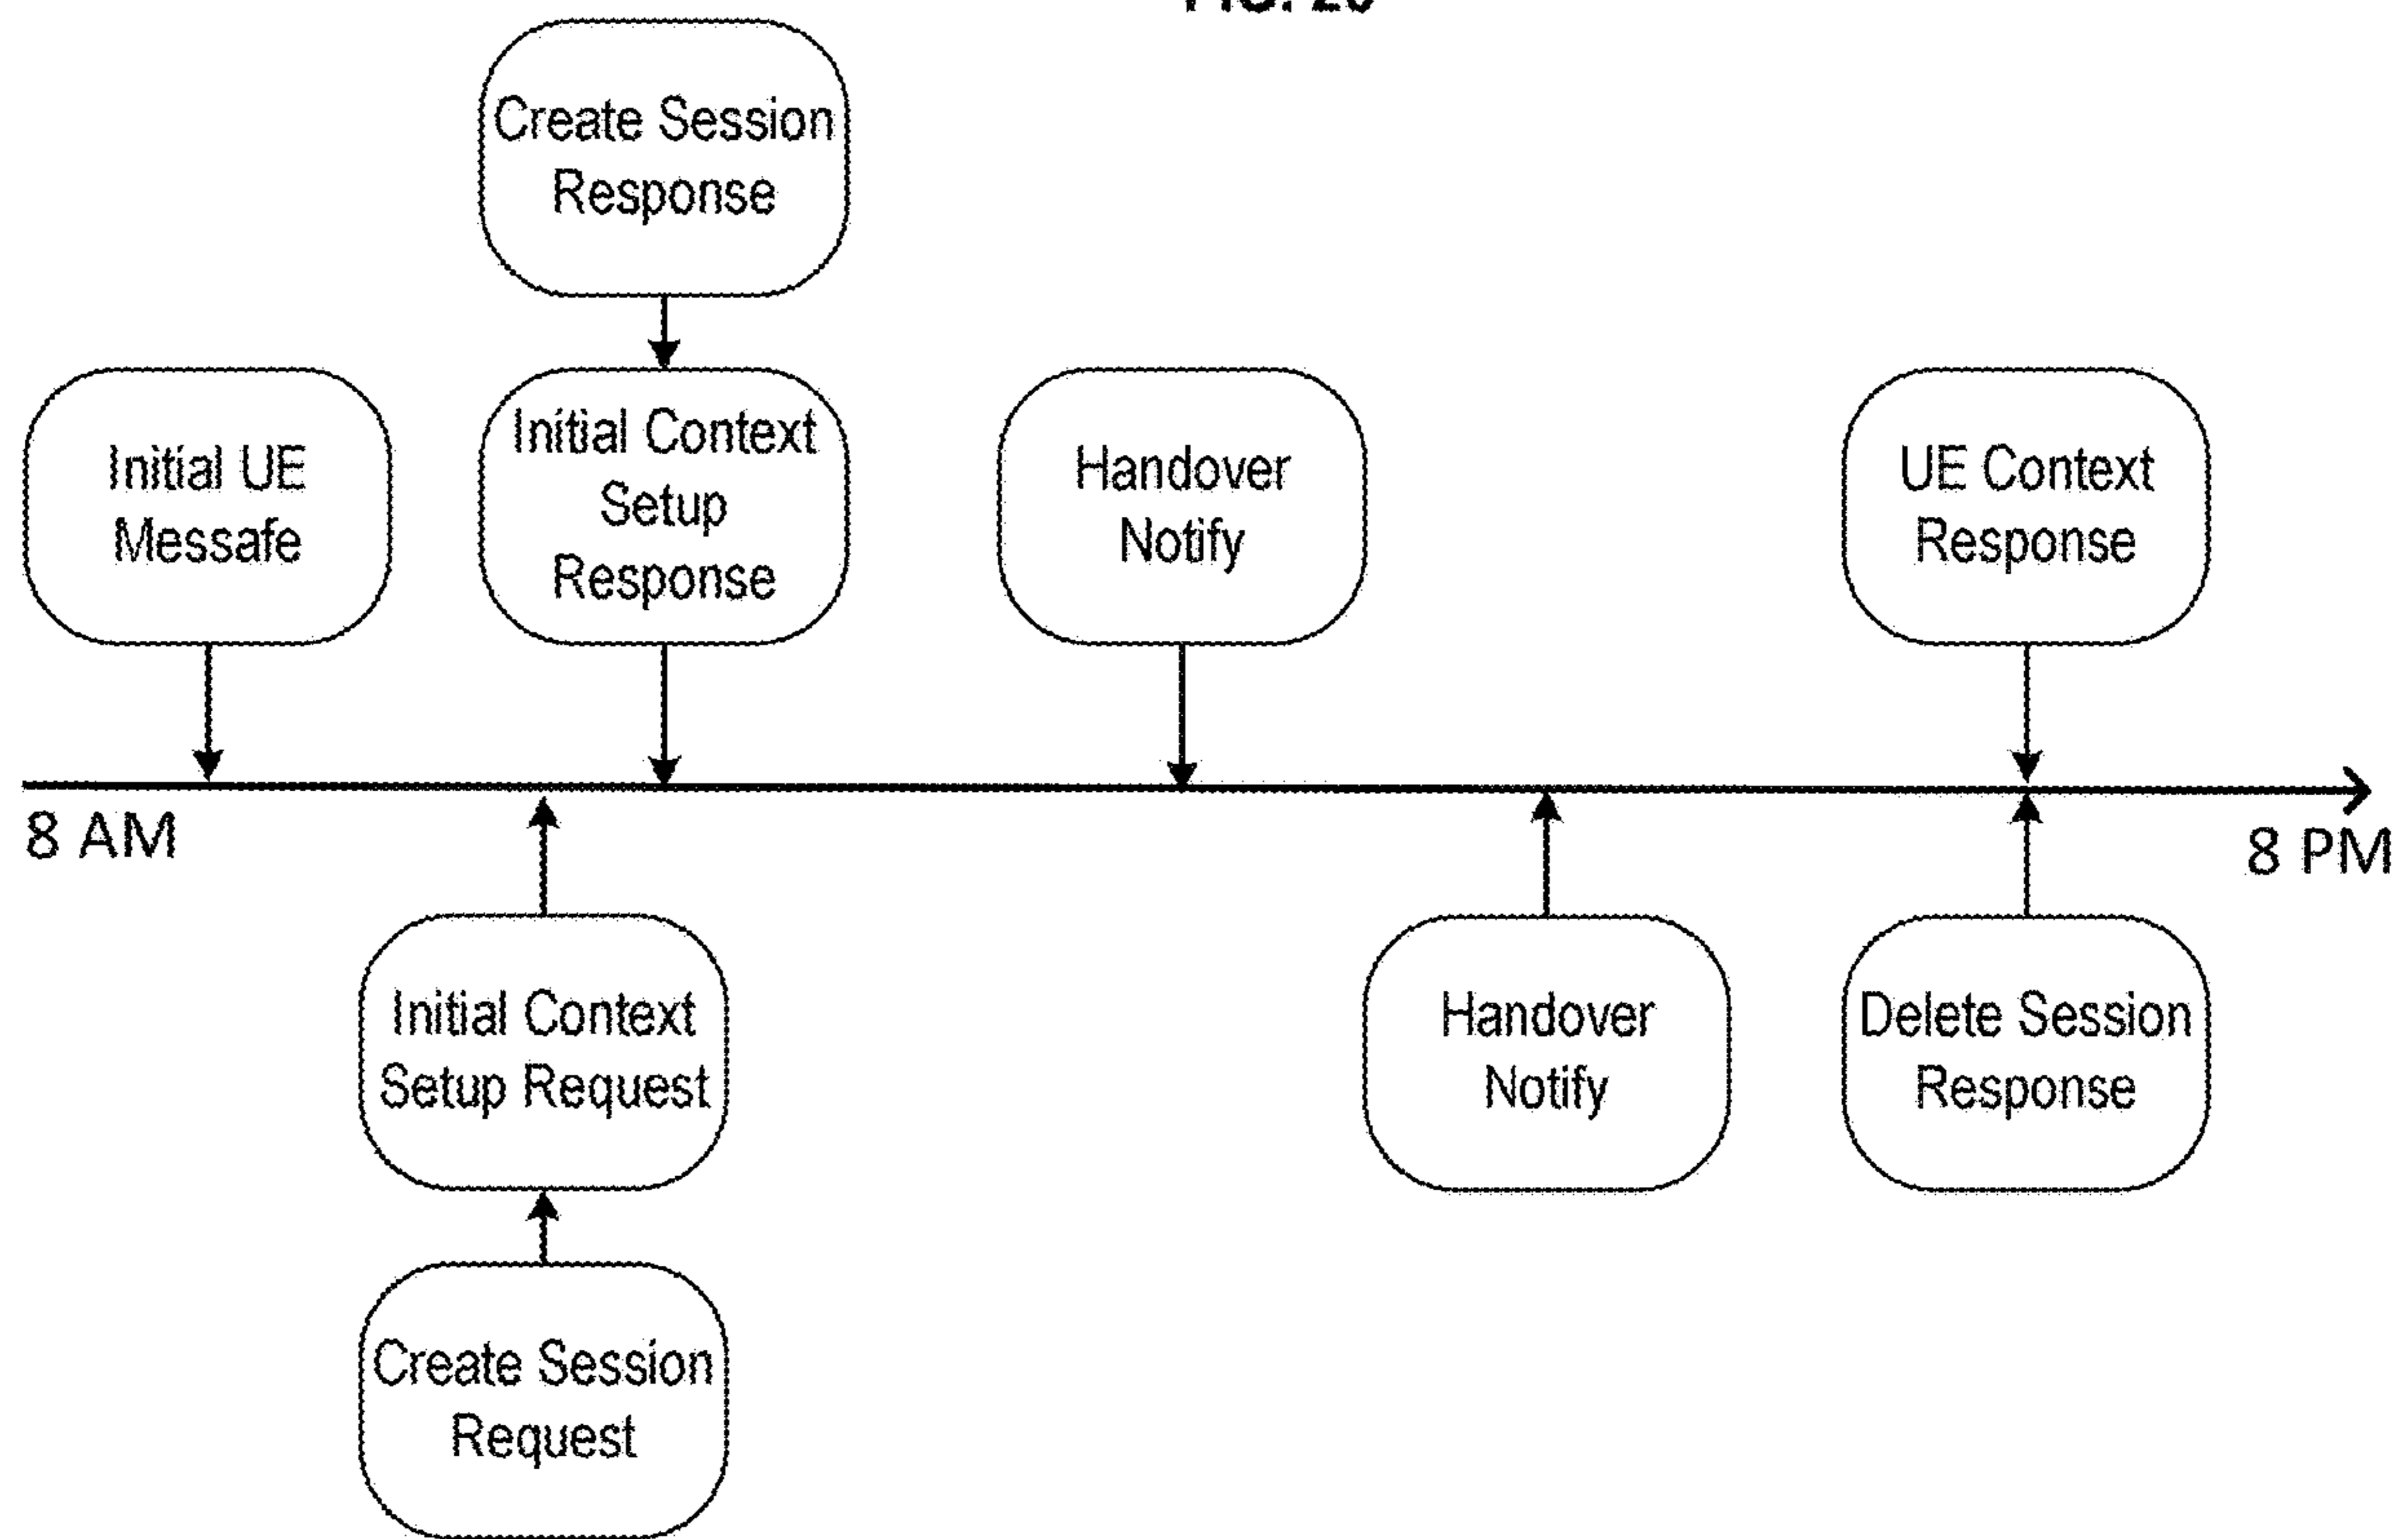 Create Session
Response
Initial UE
Messafe
Initial Context
Setup
Response
Handover
Notify
UE Context
Response
8 AM
8 PM
Initial Context
Setup Request
Handover
Notify
Delete Session
Response
Create Session
Request